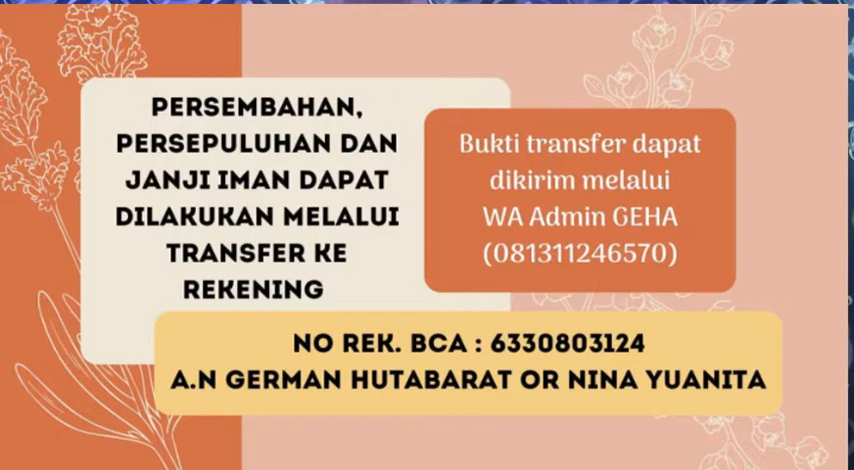 PERSEMBAHAN,
PERSEPULUHAN DAN
JANJI IMAN DAPAT
DILAKUKAN MELALUI
TRANSFER KE
REKENING
Bukti transfer dapat
dikirim melalui
WA Admin GEHA
(081311246570)
NO REK. BCA : 6330803124
A.N GERMAN HUTABARAT OR NINA YUANITA